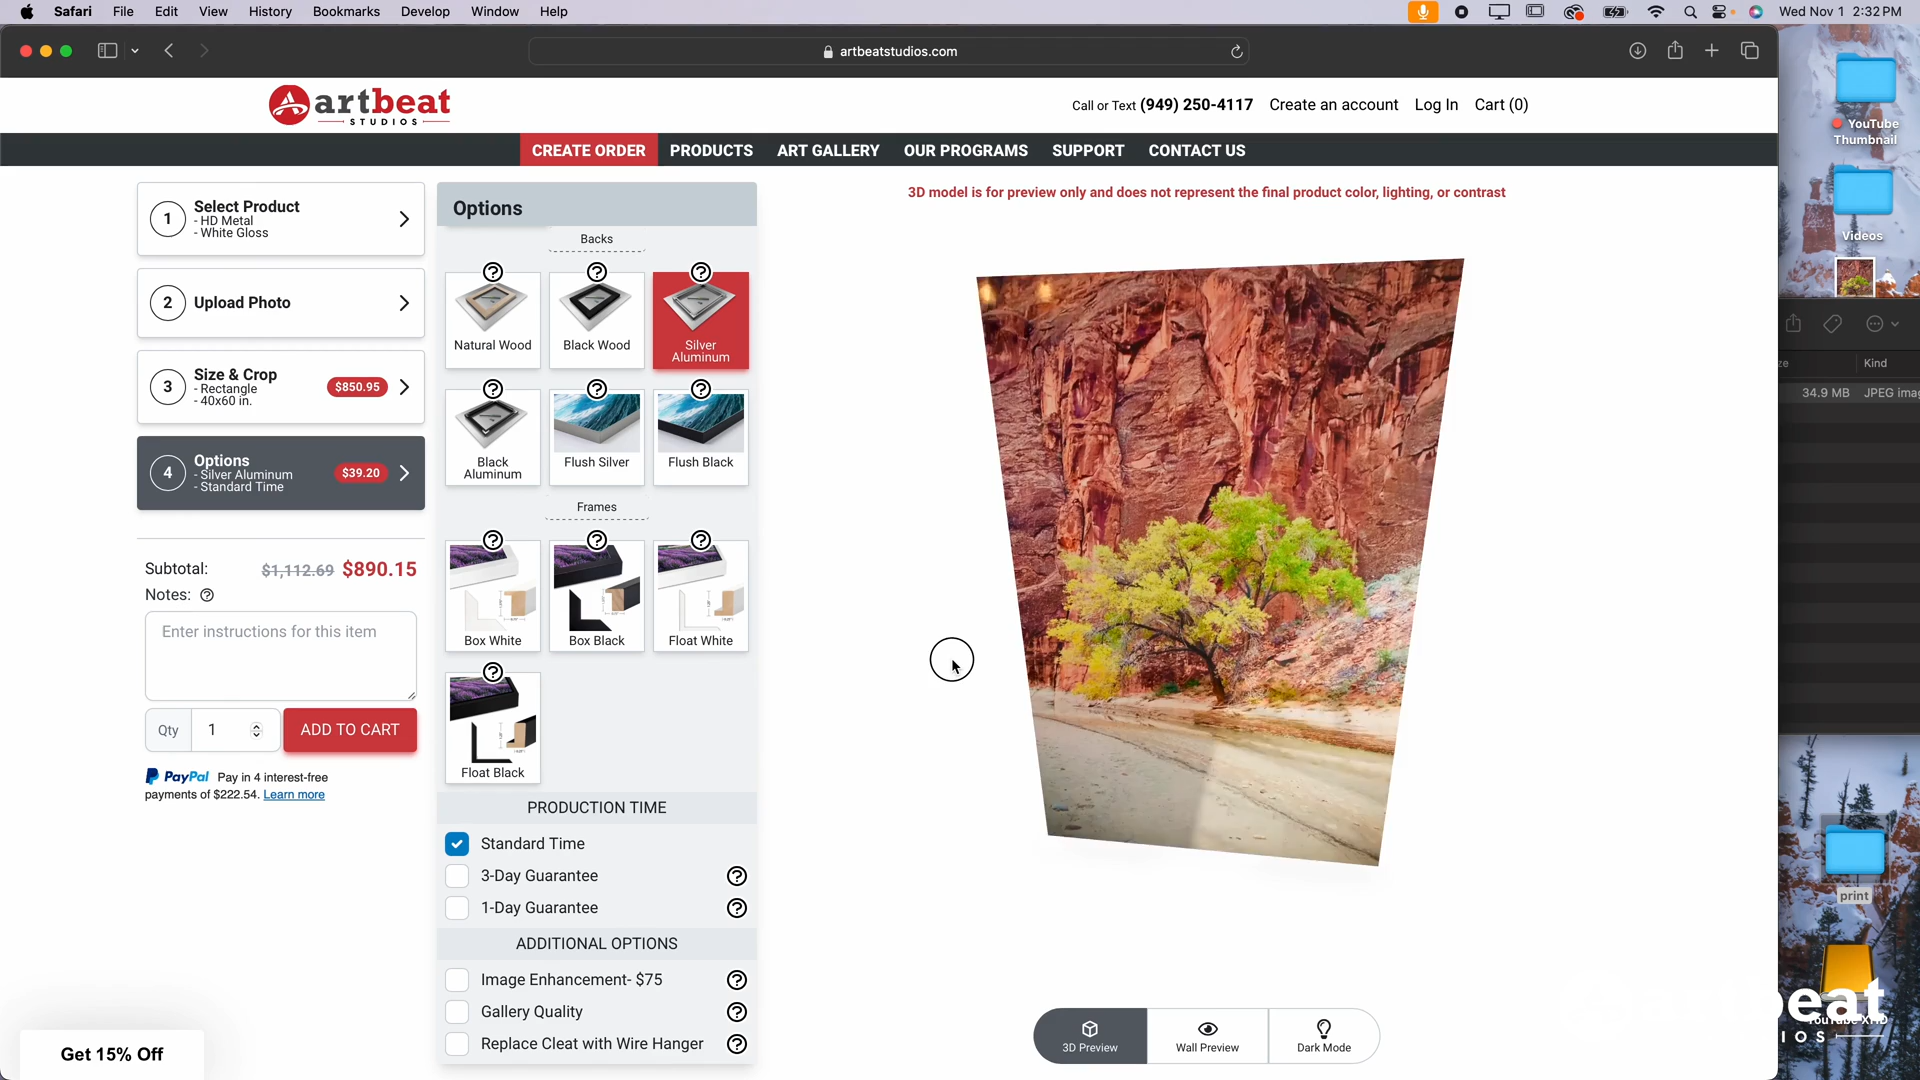 Safari File Edit View History Bookmarks Develop Window Help Wed Nov 1 2:32 PM
artbeatstudios.com
artbeat
STUDIOS
Call or Text (949) 250-4117 Create an account Log In Cart (0)
CREATE ORDER PRODUCTS ART GALLERY OUR PROGRAMS SUPPORT CONTACT US
1 Select Product
- HD Metal
- White Gloss
2 Upload Photo
3 Size & Crop
- Rectangle
- 40x60 in.
$850.95
4 Options
- Silver Aluminum
- Standard Time
$39.20
Subtotal: $1,112.69 $890.15
Notes: ?
Enter instructions for this item
Qty 1 ADD TO CART
PayPal Pay in 4 interest-free
payments of $222.54. Learn more
Get 15% Off
Options
Backs
? ? ?
Natural Wood Black Wood Silver
Aluminum
? ? ?
Black
Aluminum
Flush Silver Flush Black
Frames
? ? ?
Box White Box Black Float White
?
Float Black
PRODUCTION TIME
Standard Time
3-Day Guarantee ?
1-Day Guarantee ?
ADDITIONAL OPTIONS
Image Enhancement- $75 ?
Gallery Quality ?
Replace Cleat with Wire Hanger ?
3D model is for preview only and does not represent the final product color, lighting, or contrast
3D Preview Wall Preview Dark Mode
YouTube
Thumbnail
Videos
ze Kind
34.9 MB JPEG imag
print
beat
IOS